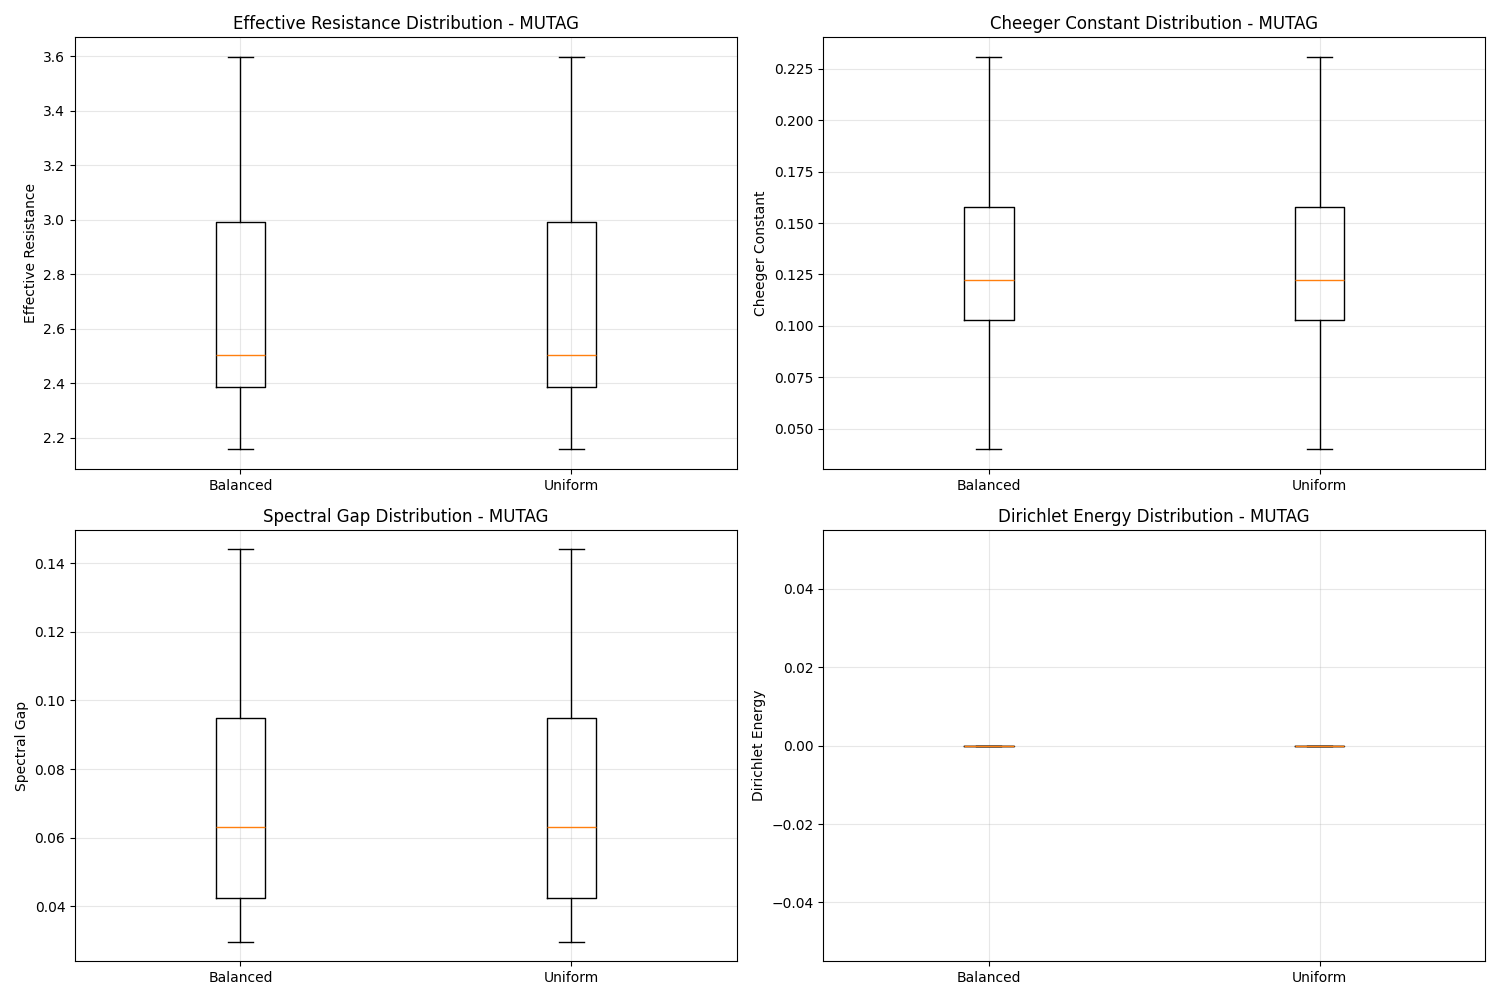 Effective Resistance Distribution - MUTAG
Effective Resistance
3.6
3.4
3.2
3.0
2.8
2.6
2.4
2.2
Balanced
Uniform
Cheeger Constant Distribution - MUTAG
Cheeger Constant
0.225
0.200
0.175
0.150
0.125
0.100
0.075
0.050
Balanced
Uniform
Spectral Gap Distribution - MUTAG
Spectral Gap
0.14
0.12
0.10
0.08
0.06
0.04
Balanced
Uniform
Dirichlet Energy Distribution - MUTAG
Dirichlet Energy
0.04
0.02
0.00
−0.02
−0.04
Balanced
Uniform